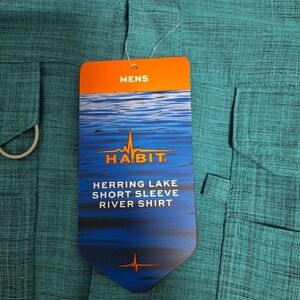 MENS
HABIT
HERRING LAKE
SHORT SLEEVE
RIVER SHIRT